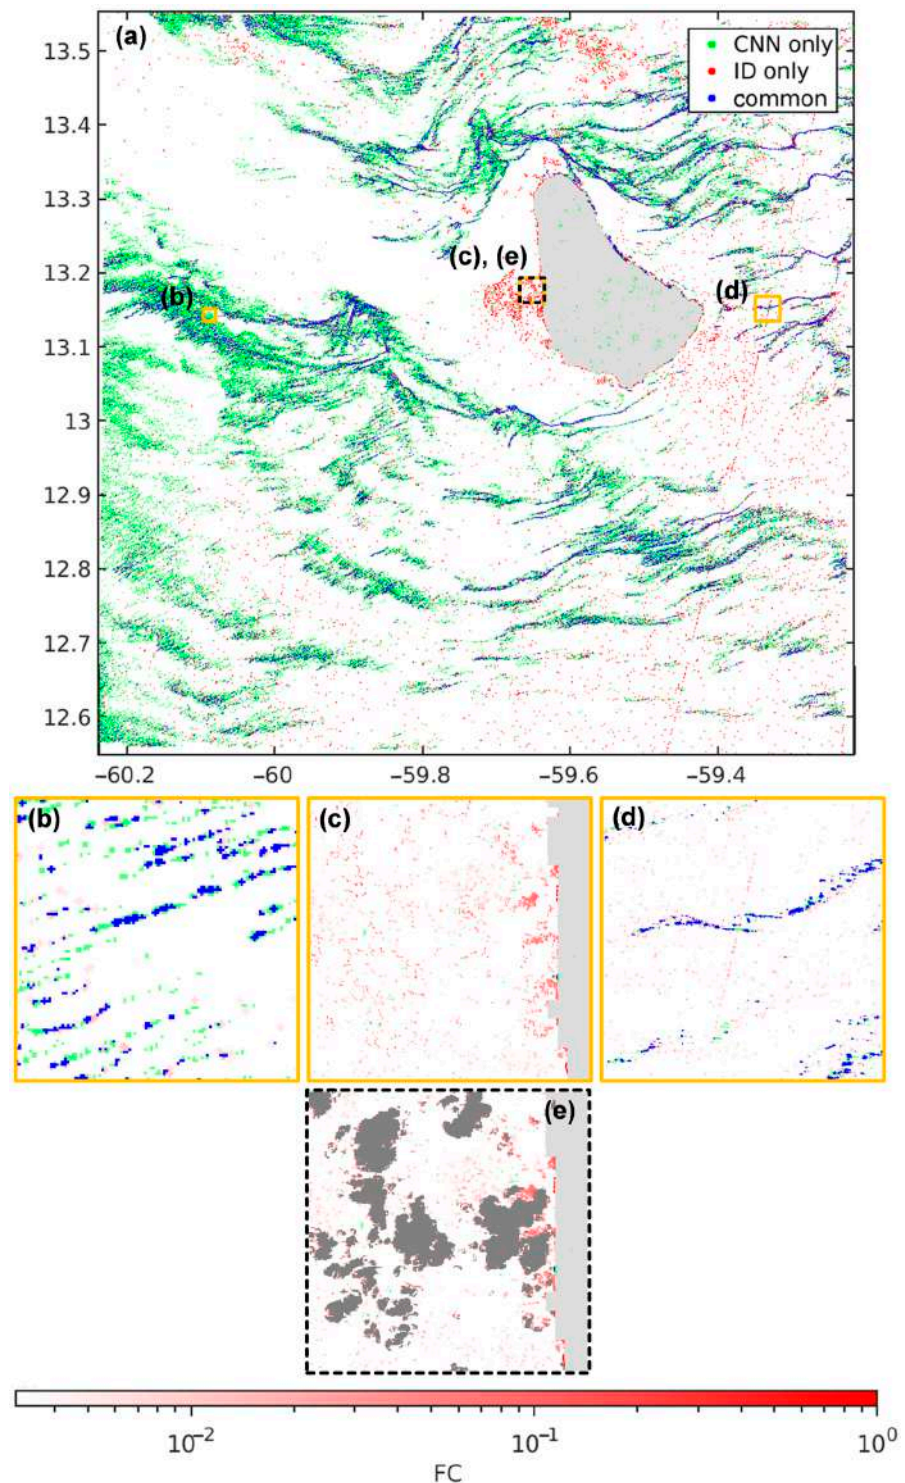 (a)
CNN only
ID only
common
13.5
13.4
13.3
13.2
13.1
13
12.9
12.8
12.7
12.6
(c), (e)
(b)
(d)
−60.2 −60 −59.8 −59.6 −59.4
(b) (c) (d)
(e)
10⁻² 10⁻¹ 10⁰
FC